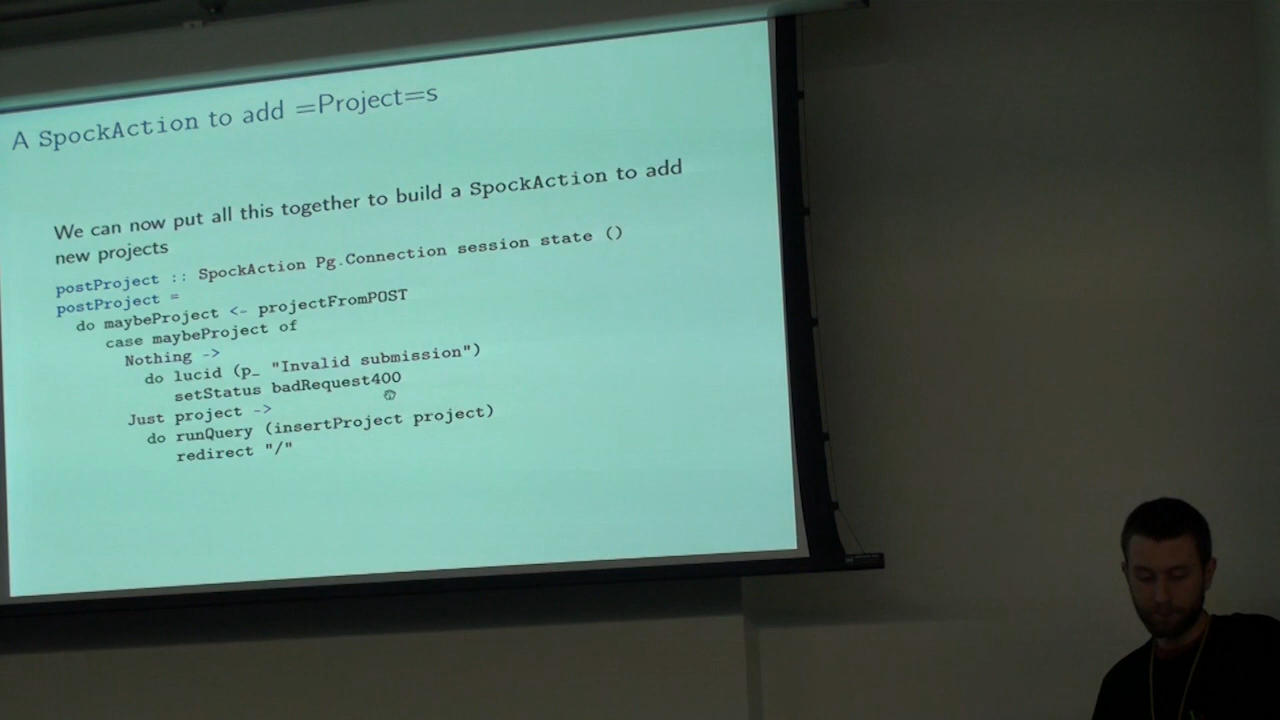 A SpockAction to add =Project=s
We can now put all this together to build a SpockAction to add
new projects
postProject :: SpockAction Pg.Connection session state ()
postProject =
do maybeProject <- projectFromPOST
case maybeProject of
Nothing ->
do lucid (p_ "Invalid submission")
setStatus badRequest400
Just project ->
do runQuery (insertProject project)
redirect "/"